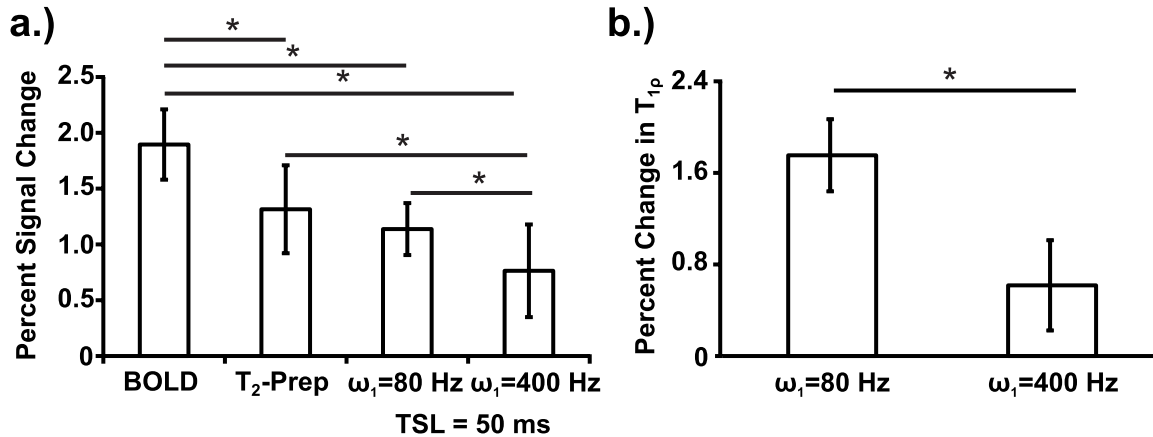 a.)
*
*
*
*
*
Percent Signal Change
2.5
2.0
1.5
1.0
0.5
0
BOLD T₂-Prep ω₁=80 Hz ω₁=400 Hz
TSL = 50 ms
b.)
*
Percent Change in T₁ρ
2.4
1.6
0.8
0
ω₁=80 Hz ω₁=400 Hz